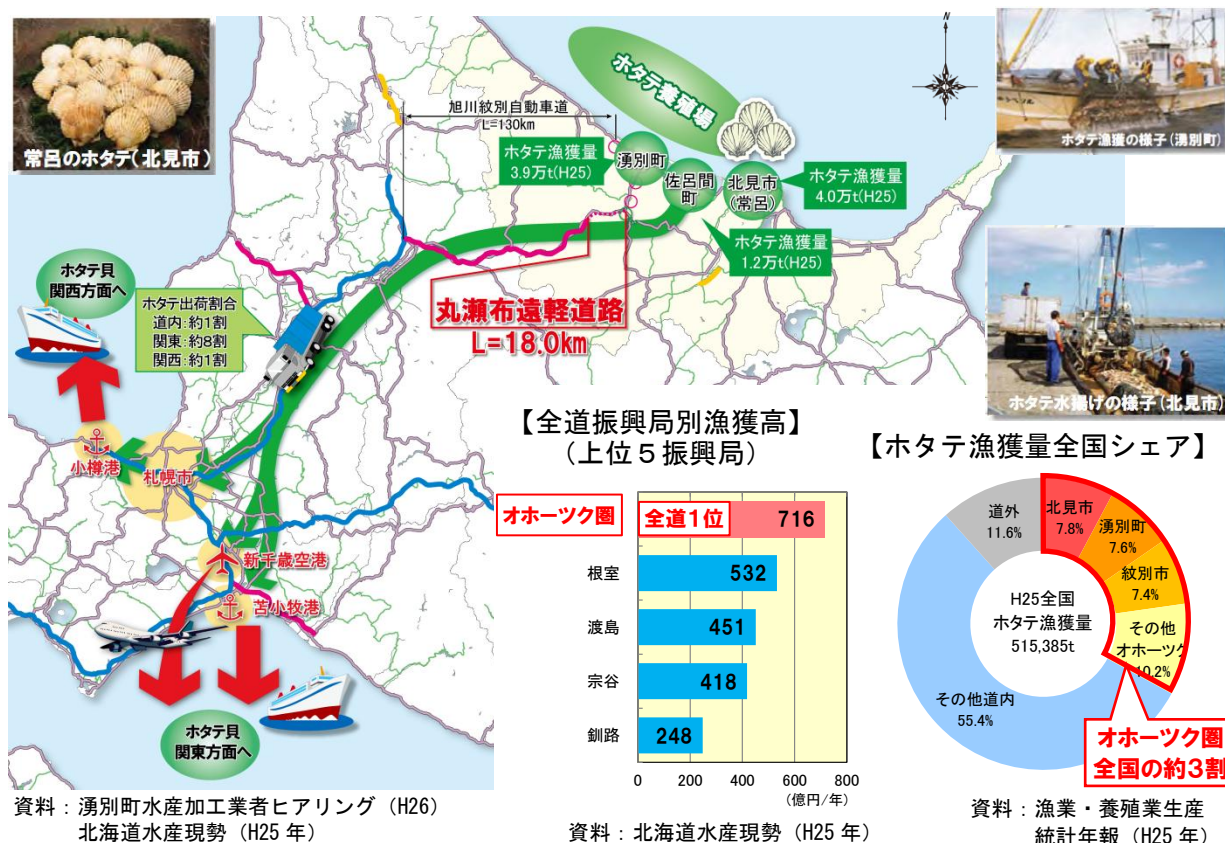 常呂のホタテ(北見市)
旭川紋別自動車道
L=130km
ホタテ養殖場
N
ホタテ漁獲の様子(湧別町)
ホタテ漁獲量
3.9万t(H25)
湧別町
佐呂間
町
北見市
(常呂)
ホタテ漁獲量
4.0万t(H25)
ホタテ漁獲量
1.2万t(H25)
丸瀬布遠軽道路
L=18.0km
ホタテ貝
関西方面へ
ホタテ出荷割合
道内:約1割
関東:約8割
関西:約1割
小樽港
札幌市
新千歳空港
苫小牧港
ホタテ貝
関東方面へ
ホタテ水揚げの様子(北見市)
資料：湧別町水産加工業者ヒアリング（H26）
北海道水産現勢（H25 年）
【全道振興局別漁獲高】
（上位５振興局）
オホーツク圏
全道1位
716
根室
532
渡島
451
宗谷
418
釧路
248
0
200
400
600
800
(億円/年)
資料：北海道水産現勢（H25 年）
【ホタテ漁獲量全国シェア】
道外
11.6%
北見市
7.8%
湧別町
7.6%
紋別市
7.4%
その他
オホーツク
10.2%
その他道内
55.4%
H25全国
ホタテ漁獲量
515,385t
オホーツク圏
全国の約3割
資料：漁業・養殖業生産
統計年報（H25 年）